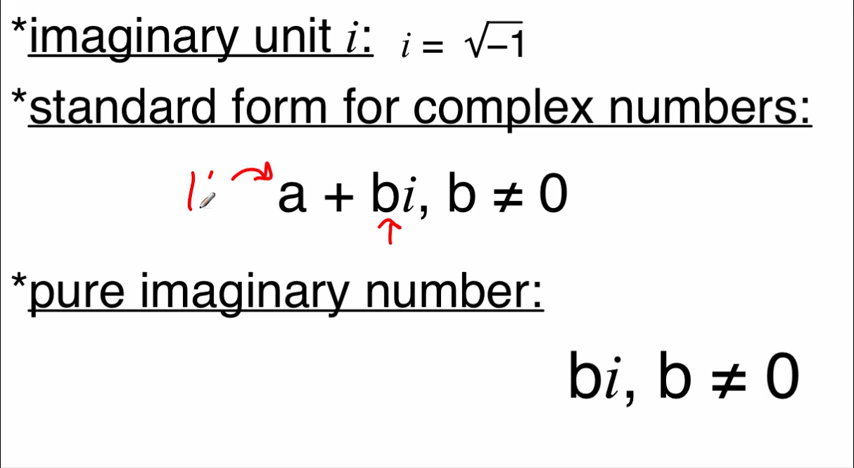 *imaginary unit i: i = √−1
*standard form for complex numbers:
a + bi, b ≠ 0
*pure imaginary number:
bi, b ≠ 0